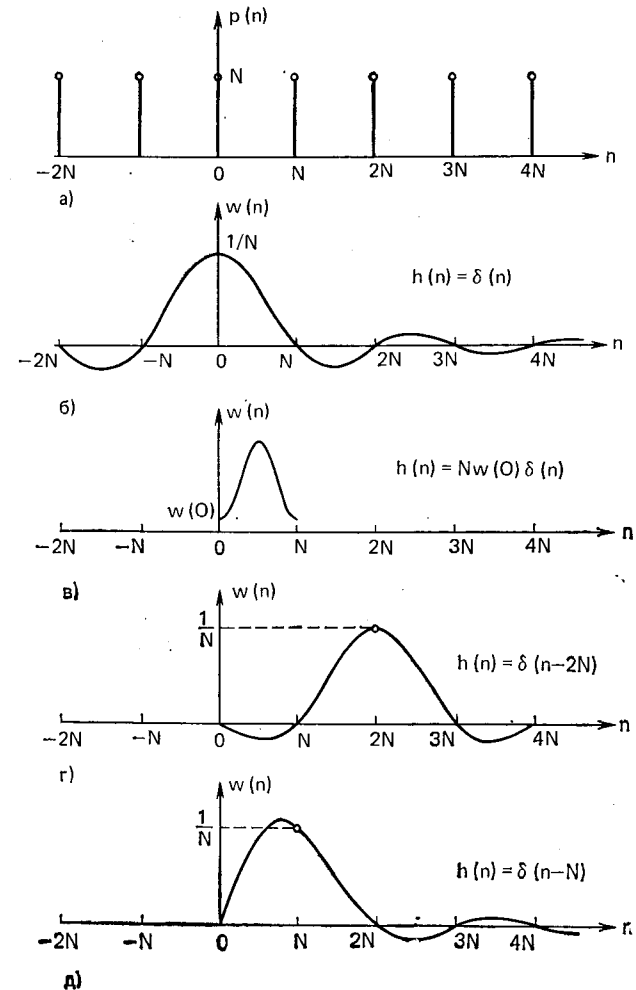 p (n)
N
−2N 0 N 2N 3N 4N n
а)
w (n)
1/N
h (n) = δ (n)
−2N −N 0 N 2N 3N 4N n
б)
w (n)
h (n) = Nw (0) δ (n)
w (0)
−2N −N 0 N 2N 3N 4N n
в)
w (n)
1/N
h (n) = δ (n−2N)
−2N −N 0 N 2N 3N 4N n
г)
w (n)
1/N
h (n) = δ (n−N)
−2N −N 0 N 2N 3N 4N n
д)